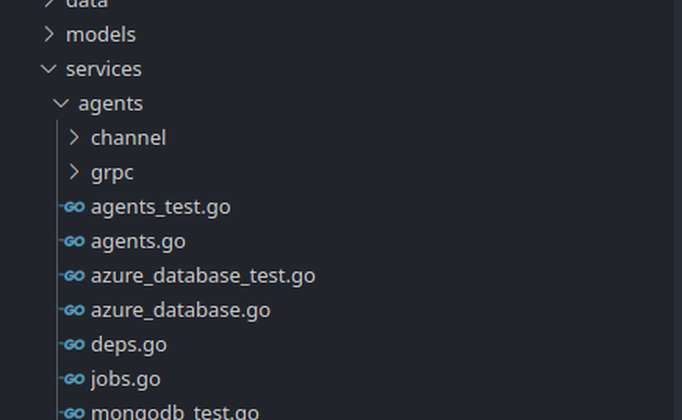 data
models
services
agents
channel
grpc
GO agents_test.go
GO agents.go
GO azure_database_test.go
GO azure_database.go
GO deps.go
GO jobs.go
GO mongodb_test.go